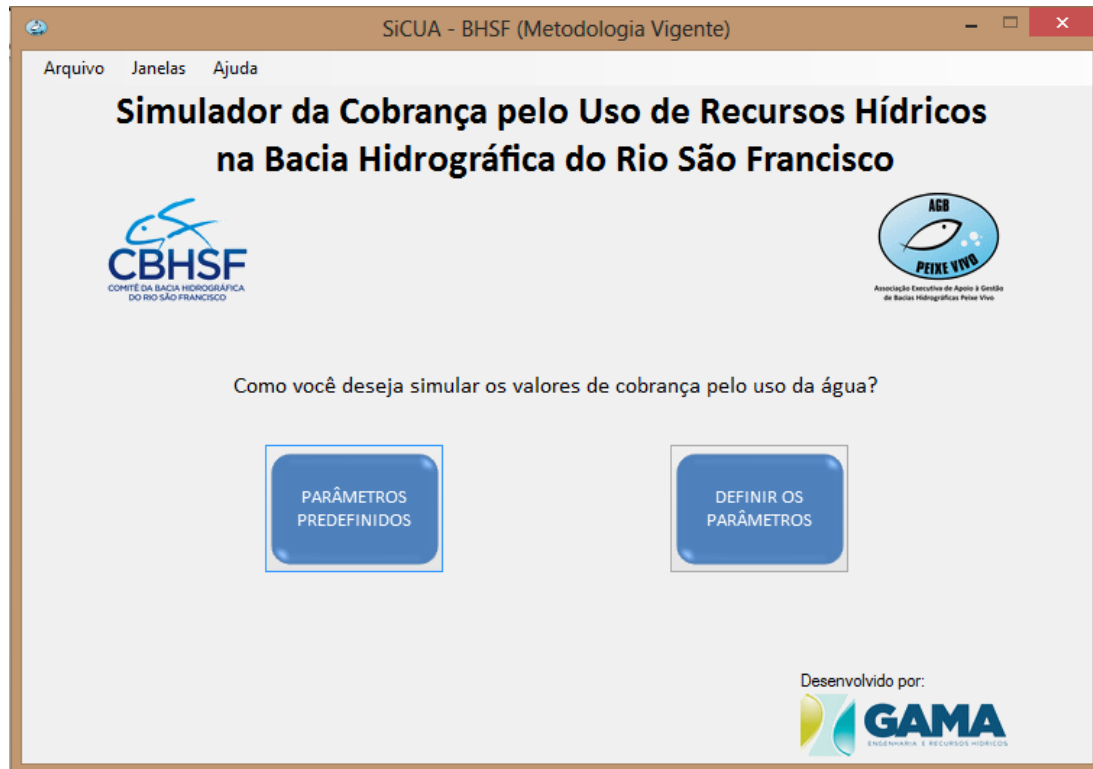 SiCUA - BHSF (Metodologia Vigente)
Arquivo Janelas Ajuda
Simulador da Cobrança pelo Uso de Recursos Hídricos
na Bacia Hidrográfica do Rio São Francisco
CBHSF
COMITÊ DA BACIA HIDROGRÁFICA
DO RIO SÃO FRANCISCO
AGB
PEIXE VIVO
Associação Executiva de Apoio à Gestão
de Bacias Hidrográficas Peixe Vivo
Como você deseja simular os valores de cobrança pelo uso da água?
PARÂMETROS
PREDEFINIDOS
DEFINIR OS
PARÂMETROS
Desenvolvido por:
GAMA
ENGENHARIA E RECURSOS HÍDRICOS